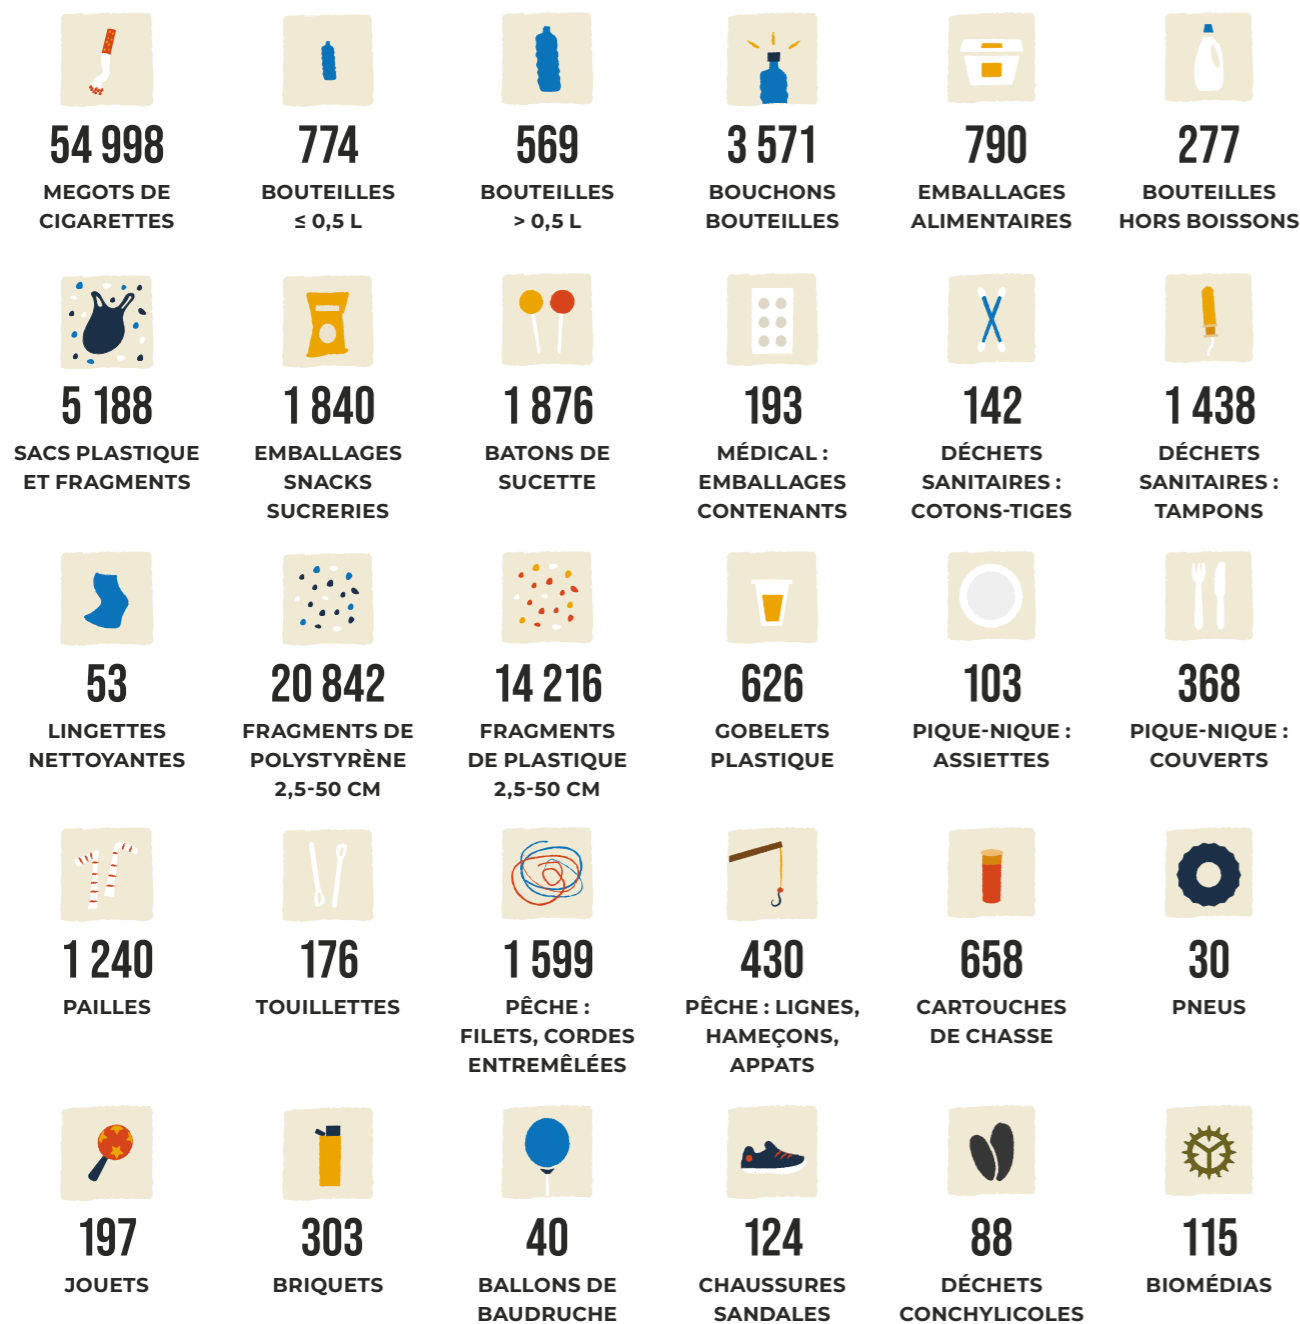 54 998
MEGOTS DE
CIGARETTES
774
BOUTEILLES
≤ 0,5 L
569
BOUTEILLES
> 0,5 L
3 571
BOUCHONS
BOUTEILLES
790
EMBALLAGES
ALIMENTAIRES
277
BOUTEILLES
HORS BOISSONS
5 188
SACS PLASTIQUE
ET FRAGMENTS
1 840
EMBALLAGES
SNACKS
SUCRERIES
1 876
BATONS DE
SUCETTE
193
MÉDICAL :
EMBALLAGES
CONTENANTS
142
DÉCHETS
SANITAIRES :
COTONS-TIGES
1 438
DÉCHETS
SANITAIRES :
TAMPONS
53
LINGETTES
NETTOYANTES
20 842
FRAGMENTS DE
POLYSTYRÈNE
2,5-50 CM
14 216
FRAGMENTS
DE PLASTIQUE
2,5-50 CM
626
GOBELETS
PLASTIQUE
103
PIQUE-NIQUE :
ASSIETTES
368
PIQUE-NIQUE :
COUVERTS
1 240
PAILLES
176
TOUILLETTES
1 599
PÊCHE :
FILETS, CORDES
ENTREMÊLÉES
430
PÊCHE : LIGNES,
HAMEÇONS,
APPATS
658
CARTOUCHES
DE CHASSE
30
PNEUS
197
JOUETS
303
BRIQUETS
40
BALLONS DE
BAUDRUCHE
124
CHAUSSURES
SANDALES
88
DÉCHETS
CONCHYLICOLES
115
BIOMÉDIAS